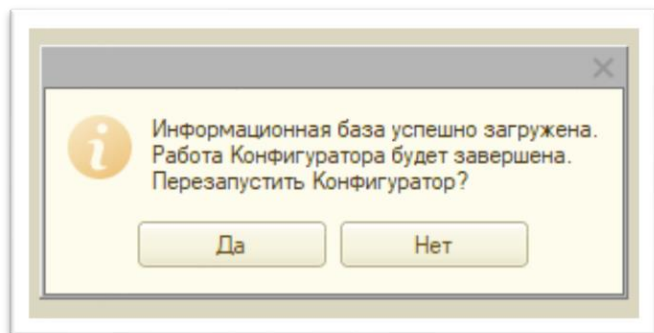 Информационная база успешно загружена.
Работа Конфигуратора будет завершена.
Перезапустить Конфигуратор?
Да
Нет